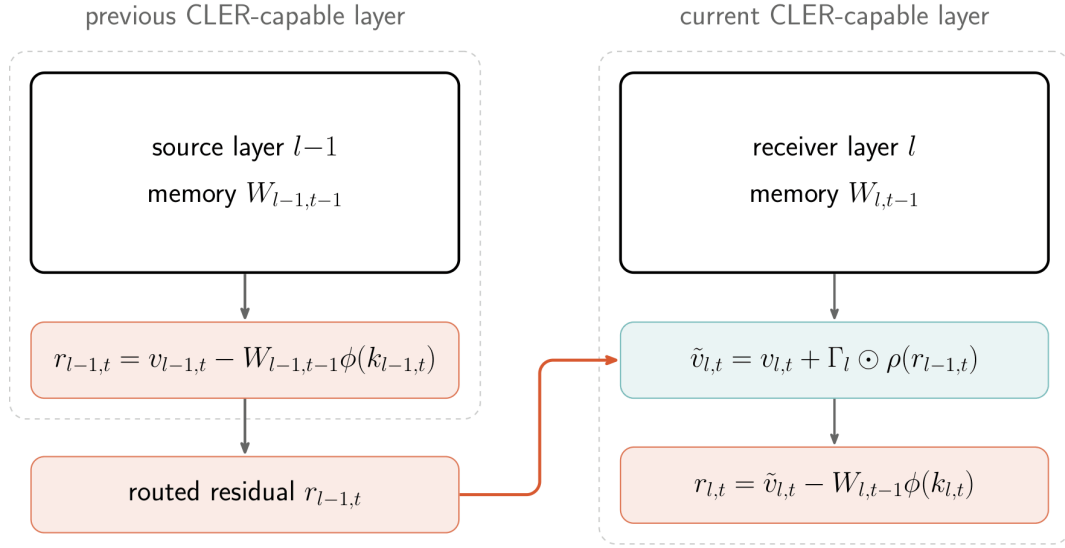 previous CLER-capable layer
source layer l−1
memory W_{l−1,t−1}
r_{l−1,t} = v_{l−1,t} − W_{l−1,t−1}ϕ(k_{l−1,t})
routed residual r_{l−1,t}
current CLER-capable layer
receiver layer l
memory W_{l,t−1}
ṽ_{l,t} = v_{l,t} + Γ_l ⊙ ρ(r_{l−1,t})
r_{l,t} = ṽ_{l,t} − W_{l,t−1}ϕ(k_{l,t})